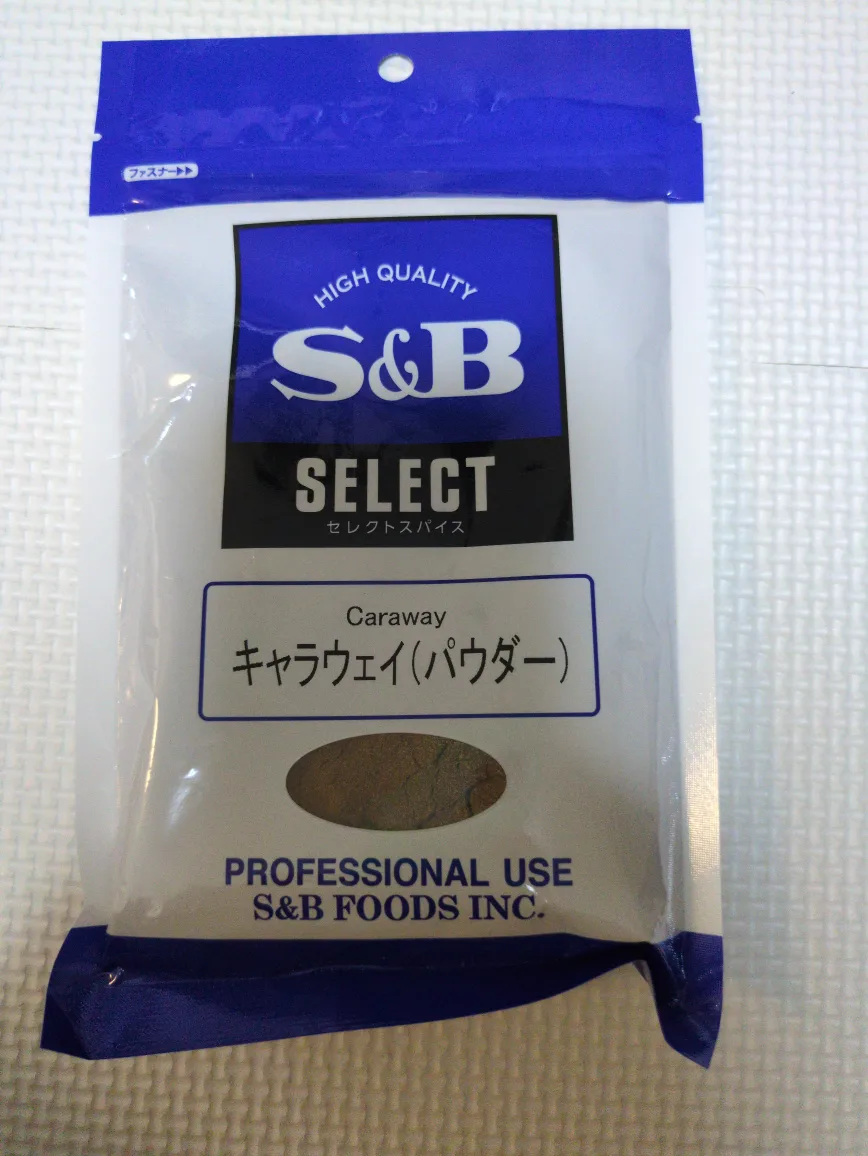 ファスナー▶▶
HIGH QUALITY
S&B
SELECT
セレクトスパイス
Caraway
キャラウェイ(パウダー)
PROFESSIONAL USE
S&B FOODS INC.